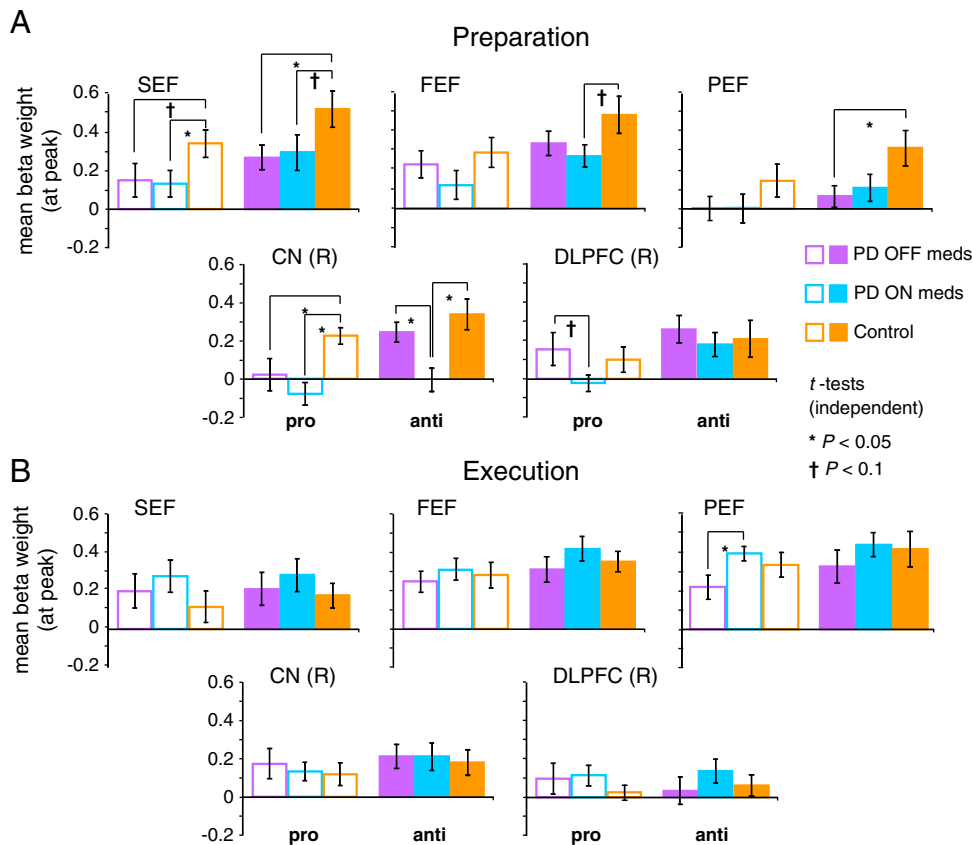 A
Preparation
SEF
FEF
PEF
mean beta weight
(at peak)
0.6
0.4
0.2
0
-0.2
†
*
*
†
†
*
CN (R)
DLPFC (R)
0.6
0.4
0.2
0
-0.2
*
*
*
*
†
pro
anti
pro
anti
PD OFF meds
PD ON meds
Control
t -tests
(independent)
* P < 0.05
† P < 0.1
B
Execution
SEF
FEF
PEF
mean beta weight
(at peak)
0.6
0.4
0.2
0
-0.2
*
CN (R)
DLPFC (R)
0.6
0.4
0.2
0
-0.2
pro
anti
pro
anti